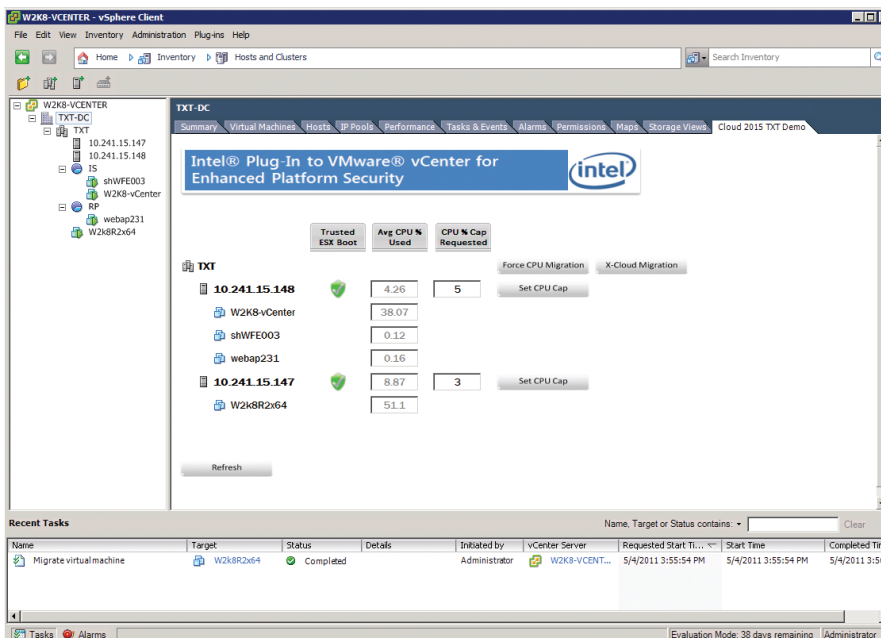 W2K8-VCENTER - vSphere Client
File Edit View Inventory Administration Plug-ins Help
Home Inventory Hosts and Clusters Search Inventory
W2K8-VCENTER
TXT-DC
TXT
10.241.15.147
10.241.15.148
IS
shWFE003
W2K8-vCenter
RP
webap231
W2k8R2x64
TXT-DC
Summary Virtual Machines Hosts IP Pools Performance Tasks & Events Alarms Permissions Maps Storage Views Cloud 2015 TXT Demo
Intel® Plug-In to VMware® vCenter for
Enhanced Platform Security
intel
Trusted ESX Boot Avg CPU % Used CPU % Cap Requested
TXT Force CPU Migration X-Cloud Migration
10.241.15.148 4.26 5 Set CPU Cap
W2K8-vCenter 38.07
shWFE003 0.12
webap231 0.16
10.241.15.147 8.87 3 Set CPU Cap
W2k8R2x64 51.1
Refresh
Recent Tasks Name, Target or Status contains: Clear
Name Target Status Details Initiated by vCenter Server Requested Start Ti... Start Time Completed Tim
Migrate virtual machine W2k8R2x64 Completed Administrator W2K8-VCENT... 5/4/2011 3:55:54 PM 5/4/2011 3:55:54 PM 5/4/2011 3:5
Tasks Alarms Evaluation Mode: 38 days remaining Administrator